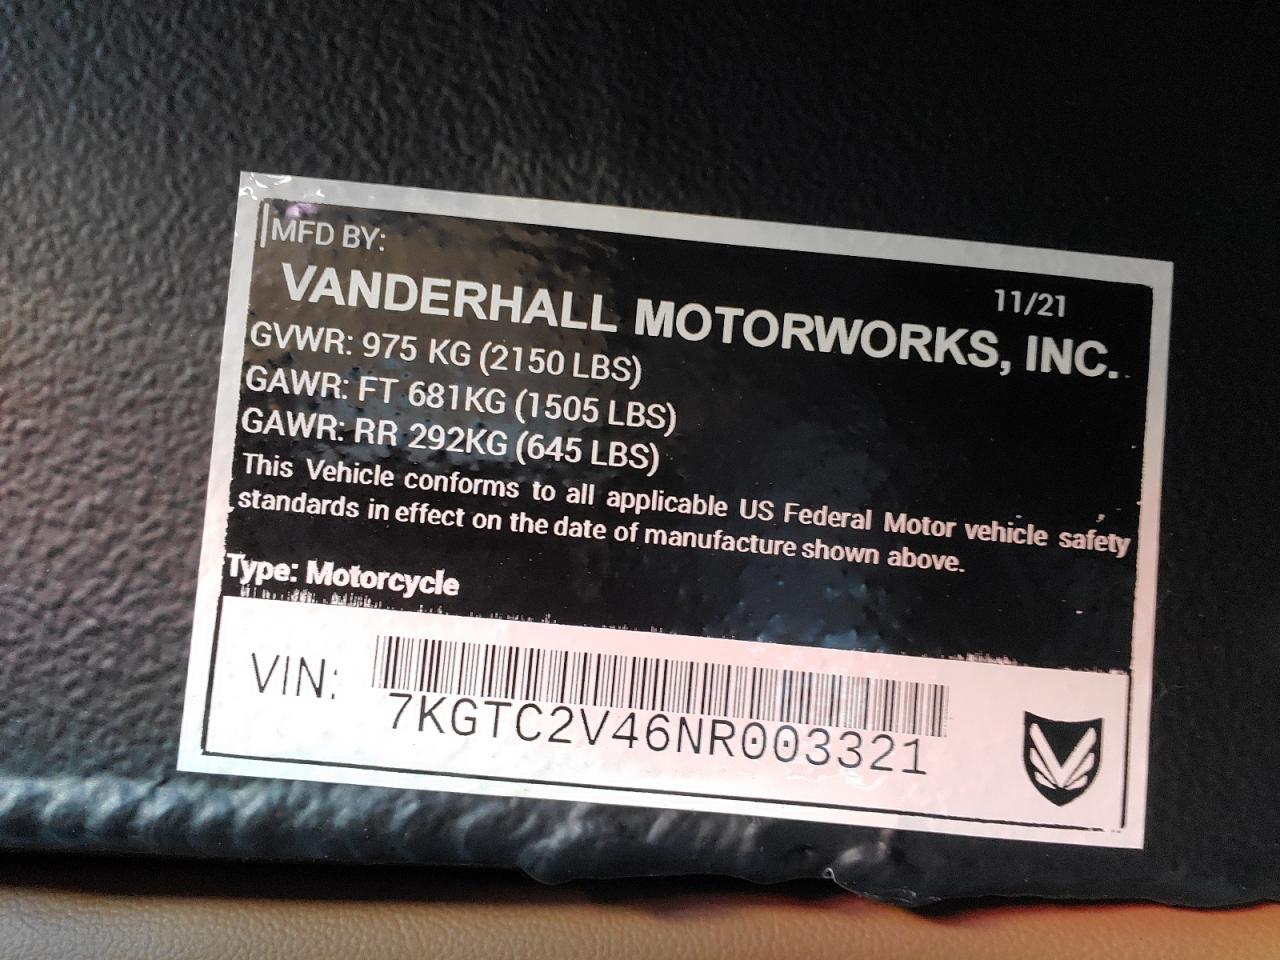 MFD BY:
11/21
VANDERHALL MOTORWORKS, INC.
GVWR: 975 KG (2150 LBS)
GAWR: FT 681KG (1505 LBS)
GAWR: RR 292KG (645 LBS)
This Vehicle conforms to all applicable US Federal Motor vehicle safety
standards in effect on the date of manufacture shown above.
Type: Motorcycle
VIN:
7KGTC2V46NR003321